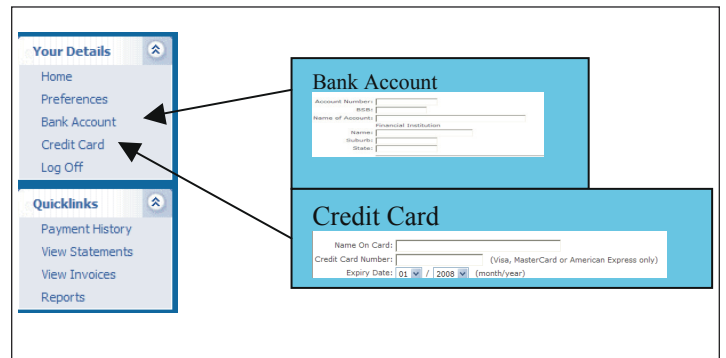 Your Details
Home
Preferences
Bank Account
Credit Card
Log Off
Quicklinks
Payment History
View Statements
View Invoices
Reports
Bank Account
Account Number:
BSB:
Name of Account:
Financial Institution
Name:
Suburb:
State:
Credit Card
Name On Card:
Credit Card Number: (Visa, MasterCard or American Express only)
Expiry Date: 01 / 2008 (month/year)